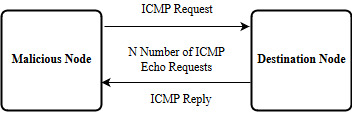 ICMP Request
Malicious Node
N Number of ICMP
Echo Requests
Destination Node
ICMP Reply